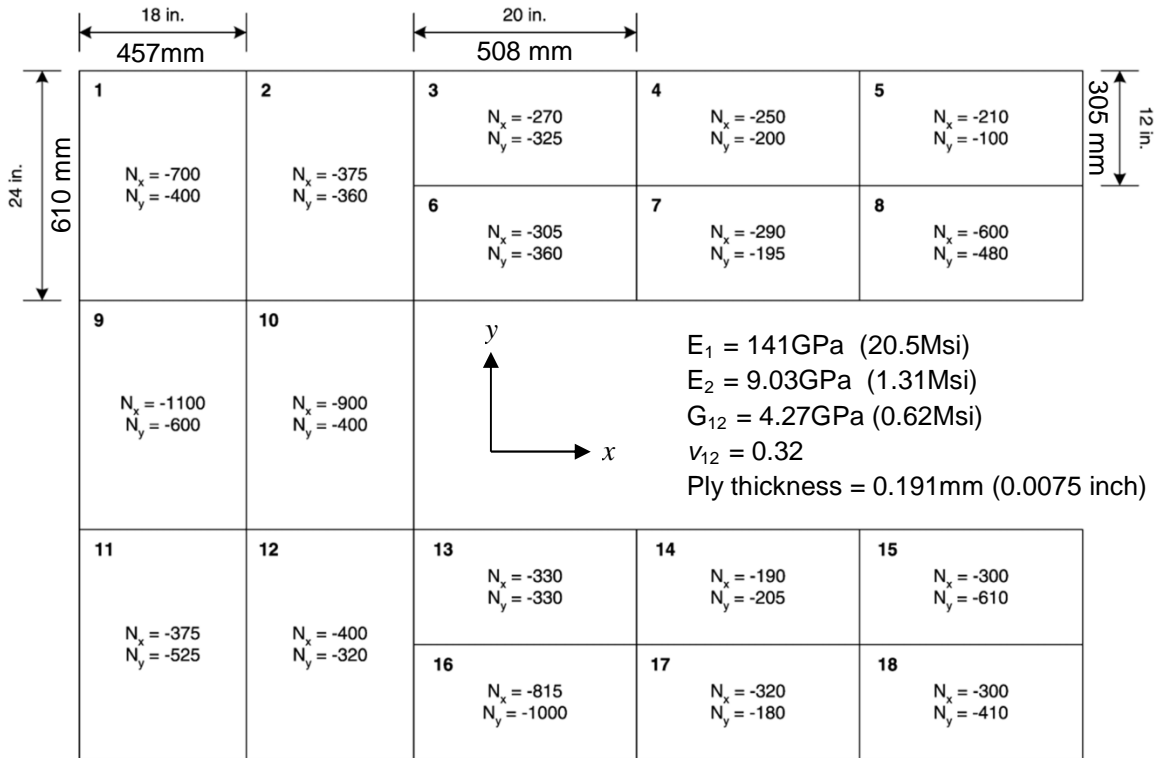 18 in.
457mm
20 in.
508 mm
24 in.
610 mm
305 mm
12 in.
1
N_x = -700
N_y = -400
2
N_x = -375
N_y = -360
3
N_x = -270
N_y = -325
4
N_x = -250
N_y = -200
5
N_x = -210
N_y = -100
6
N_x = -305
N_y = -360
7
N_x = -290
N_y = -195
8
N_x = -600
N_y = -480
9
N_x = -1100
N_y = -600
10
N_x = -900
N_y = -400
y
x
E₁ = 141GPa (20.5Msi)
E₂ = 9.03GPa (1.31Msi)
G₁₂ = 4.27GPa (0.62Msi)
ν₁₂ = 0.32
Ply thickness = 0.191mm (0.0075 inch)
11
N_x = -375
N_y = -525
12
N_x = -400
N_y = -320
13
N_x = -330
N_y = -330
14
N_x = -190
N_y = -205
15
N_x = -300
N_y = -610
16
N_x = -815
N_y = -1000
17
N_x = -320
N_y = -180
18
N_x = -300
N_y = -410